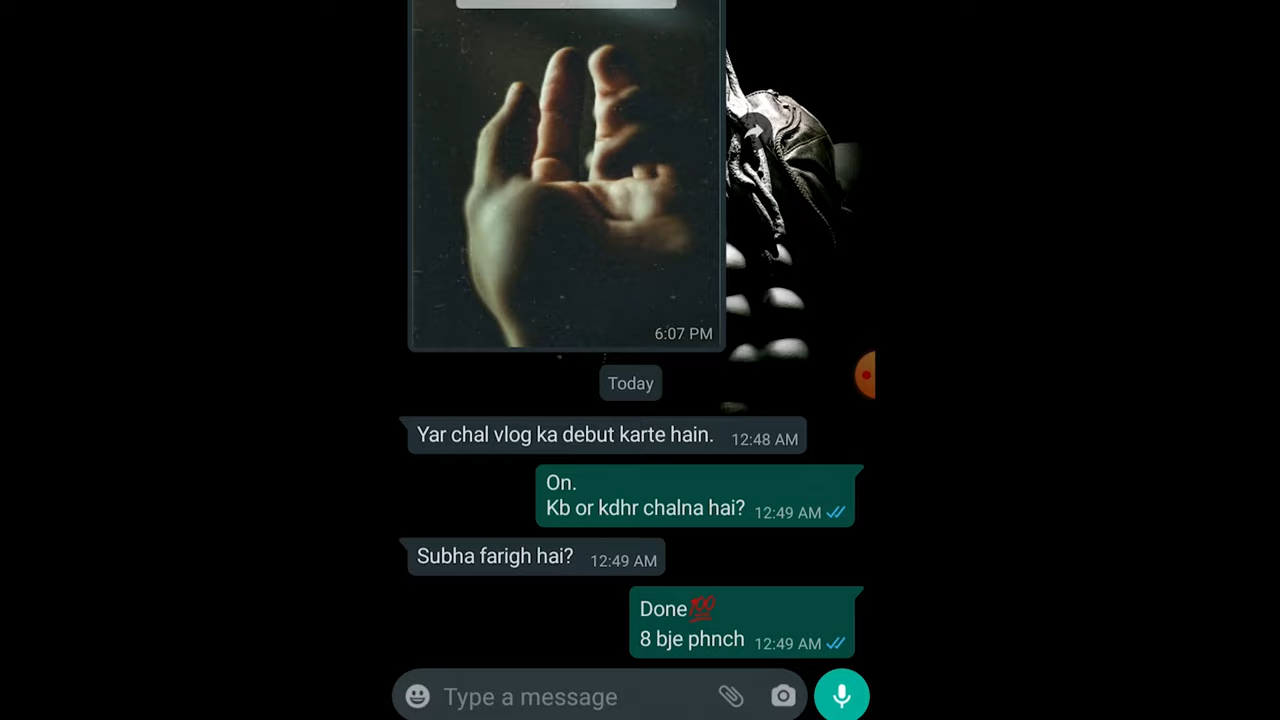 6:07 PM
Today
Yar chal vlog ka debut karte hain. 12:48 AM
On.
Kb or kdhr chalna hai? 12:49 AM
Subha farigh hai? 12:49 AM
Done💯
8 bje phnch 12:49 AM
Type a message